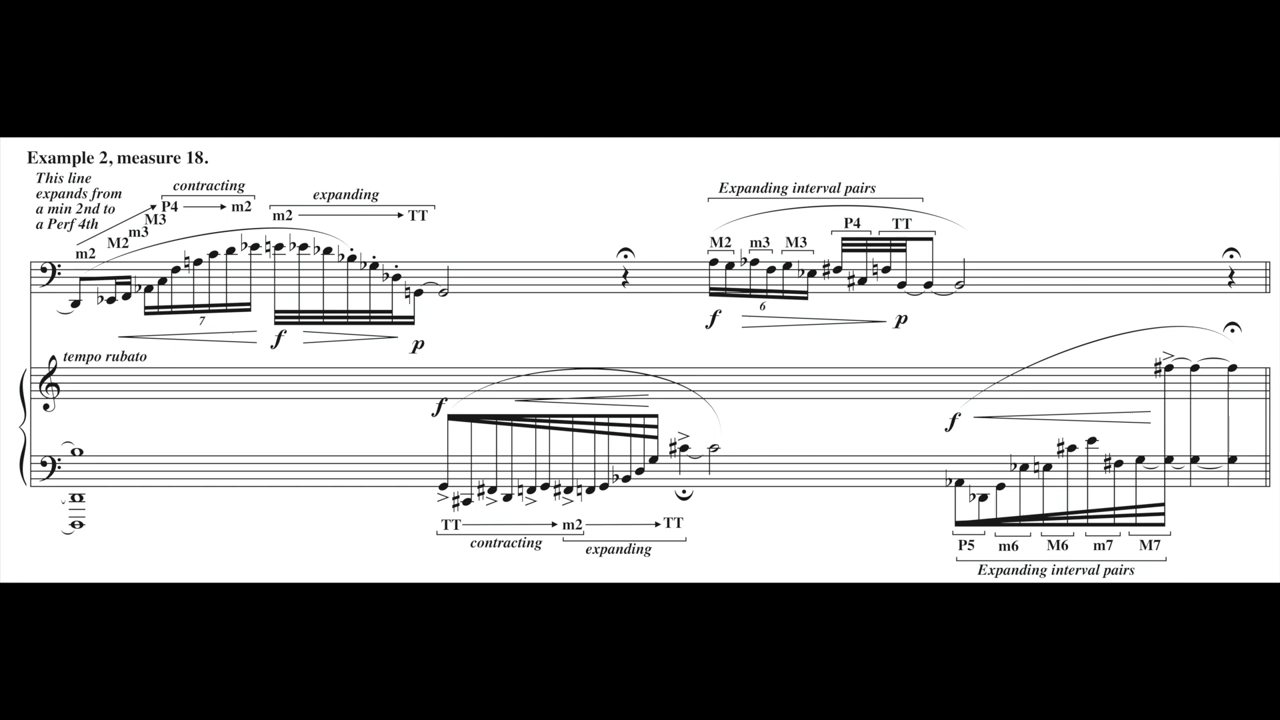 Example 2, measure 18.
This line
expands from
a min 2nd to
a Perf 4th
m2
M2
m3
M3
contracting
P4 m2
expanding
m2 TT
7
f
p
Expanding interval pairs
M2 m3 M3 P4 TT
6
f
p
tempo rubato
f
TT m2 TT
contracting
expanding
f
P5 m6 M6 m7 M7
Expanding interval pairs